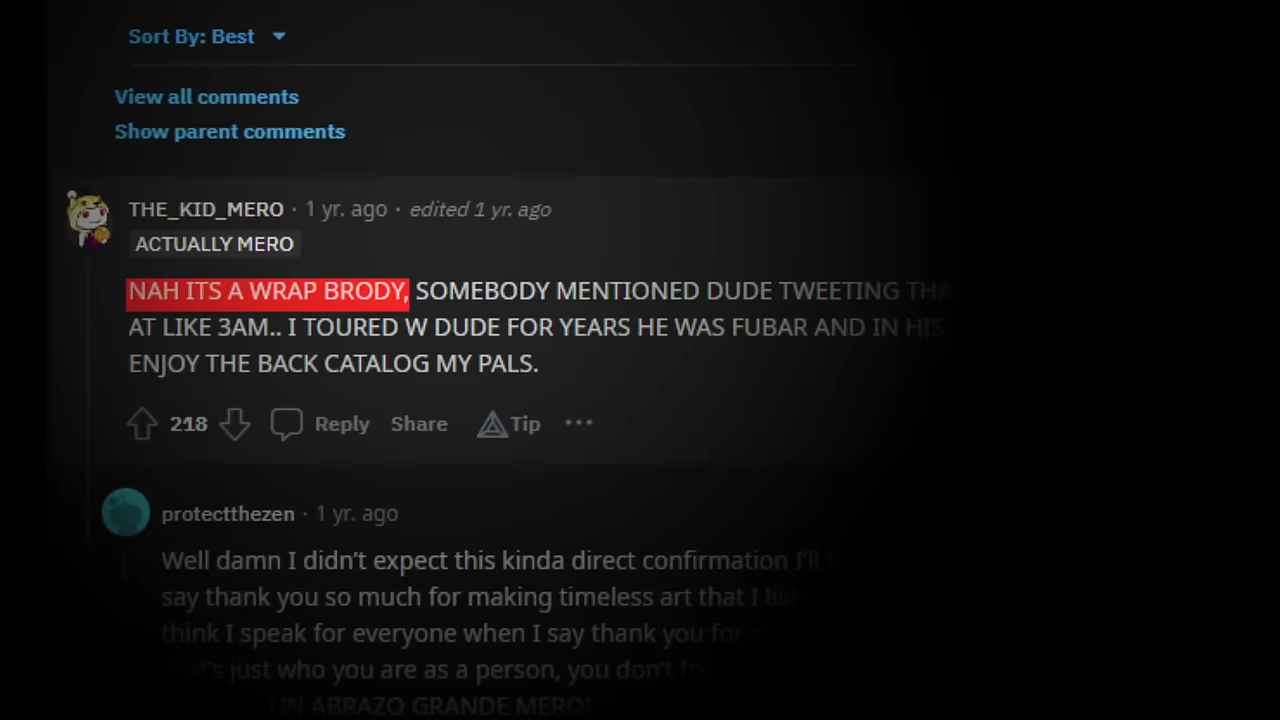 Sort By: Best
View all comments
Show parent comments
THE_KID_MERO · 1 yr. ago · edited 1 yr. ago
ACTUALLY MERO
NAH ITS A WRAP BRODY, SOMEBODY MENTIONED DUDE TWEETING
AT LIKE 3AM.. I TOURED W DUDE FOR YEARS HE WAS FUBAR AND IN HIS
ENJOY THE BACK CATALOG MY PALS.
218 Reply Share Tip ···
protectthezen · 1 yr. ago
Well damn I didn't expect this kinda direct confirmation I'll
say thank you so much for making timeless art that I
think I speak for everyone when I say thank you for
just who you are as a person, you don't
UN ABRAZO GRANDE MERO!